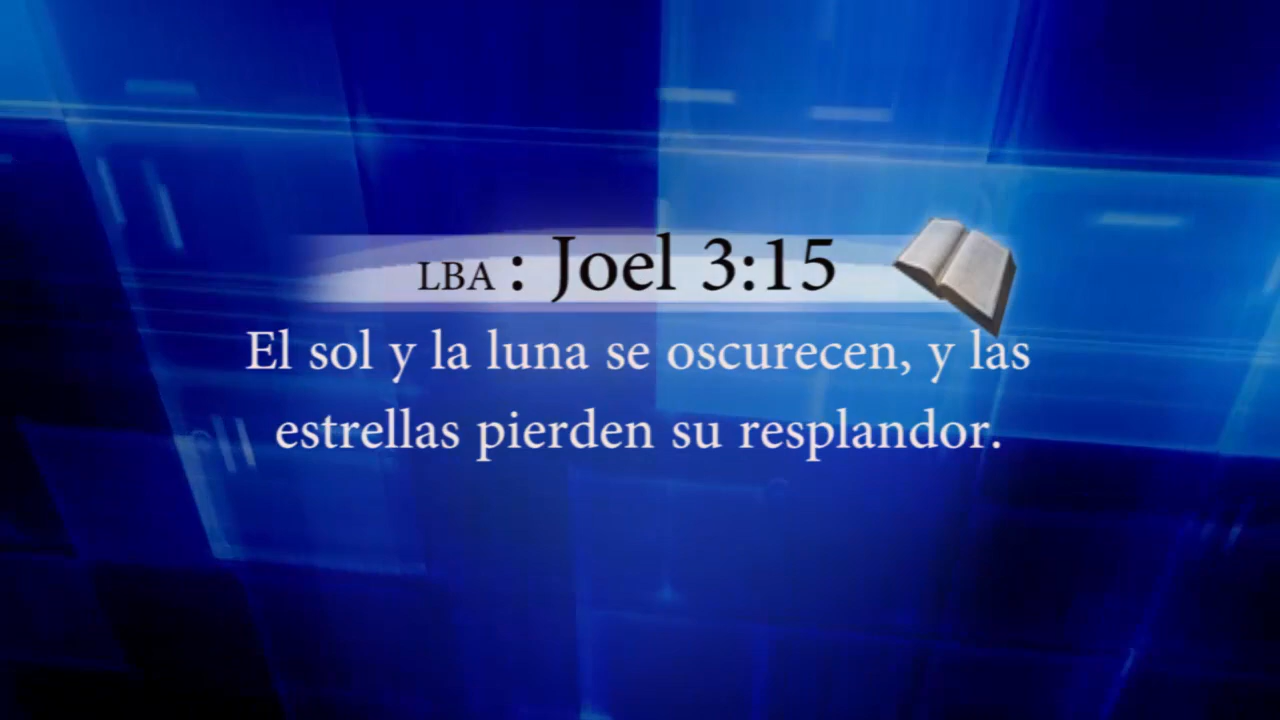 LBA : Joel 3:15
El sol y la luna se oscurecen, y las
estrellas pierden su resplandor.